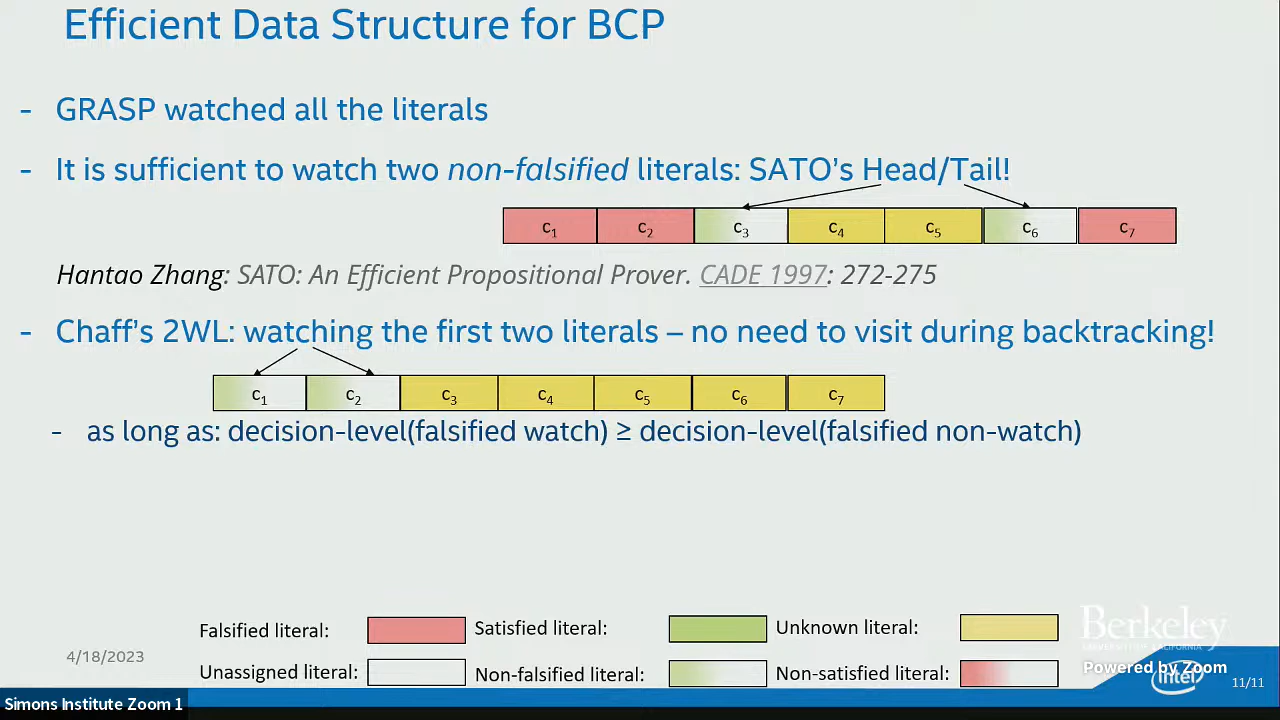 Efficient Data Structure for BCP
- GRASP watched all the literals
- It is sufficient to watch two non-falsified literals: SATO's Head/Tail!
c1 c2 c3 c4 c5 c6 c7
Hantao Zhang: SATO: An Efficient Propositional Prover. CADE 1997: 272-275
- Chaff's 2WL: watching the first two literals – no need to visit during backtracking!
c1 c2 c3 c4 c5 c6 c7
- as long as: decision-level(falsified watch) ≥ decision-level(falsified non-watch)
Falsified literal: Satisfied literal: Unknown literal:
Unassigned literal: Non-falsified literal: Non-satisfied literal:
4/18/2023
Berkeley
UNIVERSITY OF CALIFORNIA
Powered by Zoom
intel
11/11
Simons Institute Zoom 1